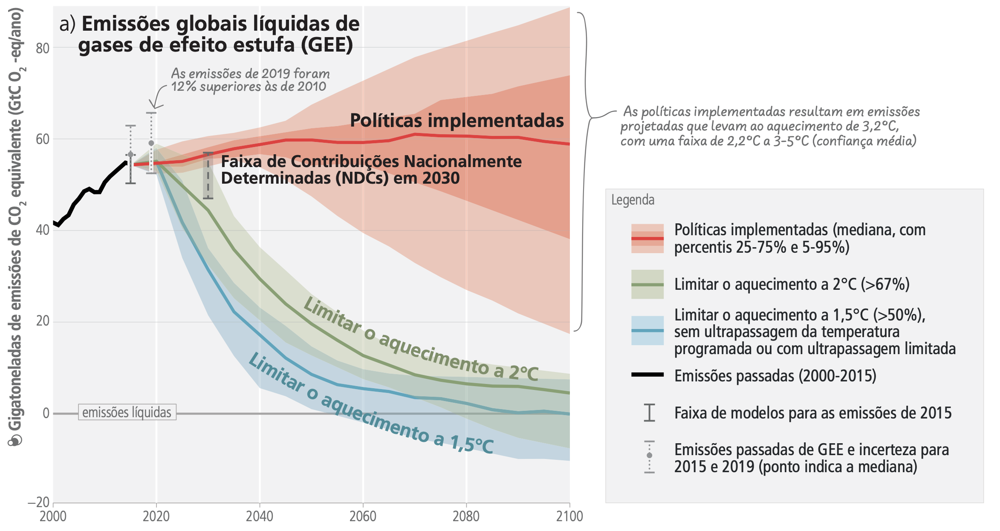 a) Emissões globais líquidas de
gases de efeito estufa (GEE)
As emissões de 2019 foram
12% superiores às de 2010
Gigatoneladas de emissões de CO2 equivalente (GtC O2 -eq/ano)
80
60
40
20
0
−20
2000
2020
2040
2060
2080
2100
Políticas implementadas
Faixa de Contribuições Nacionalmente
Determinadas (NDCs) em 2030
Limitar o aquecimento a 2°C
Limitar o aquecimento a 1,5°C
emissões líquidas
As políticas implementadas resultam em emissões
projetadas que levam ao aquecimento de 3,2°C,
com uma faixa de 2,2°C a 3-5°C (confiança média)
Legenda
Políticas implementadas (mediana, com
percentis 25-75% e 5-95%)
Limitar o aquecimento a 2°C (>67%)
Limitar o aquecimento a 1,5°C (>50%),
sem ultrapassagem da temperatura
programada ou com ultrapassagem limitada
Emissões passadas (2000-2015)
Faixa de modelos para as emissões de 2015
Emissões passadas de GEE e incerteza para
2015 e 2019 (ponto indica a mediana)